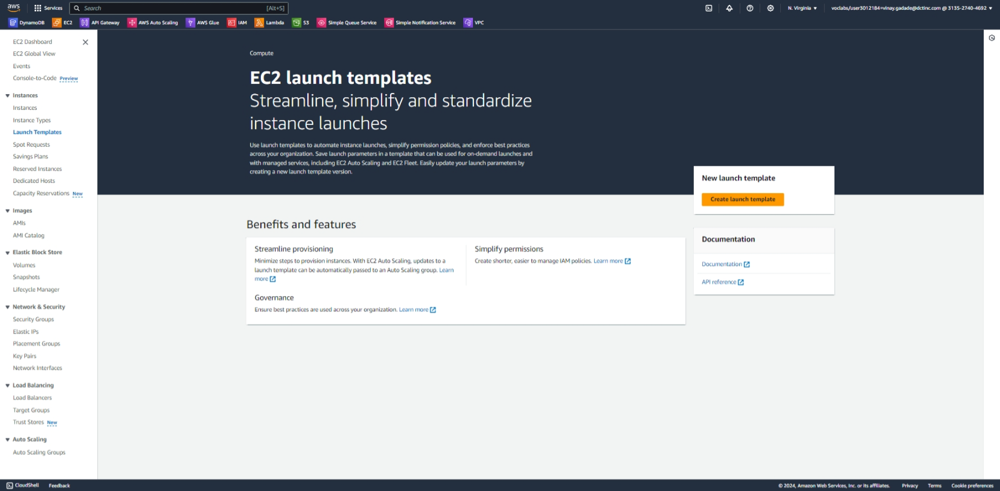 aws
Services
Search
[Alt+S]
N. Virginia
voclabs/user3012184=vinay.gadade@dctinc.com @ 3135-2740-4692
DynamoDB
EC2
API Gateway
AWS Auto Scaling
AWS Glue
IAM
Lambda
S3
Simple Queue Service
Simple Notification Service
VPC
EC2 Dashboard
EC2 Global View
Events
Console-to-Code Preview
Instances
Instances
Instance Types
Launch Templates
Spot Requests
Savings Plans
Reserved Instances
Dedicated Hosts
Capacity Reservations New
Images
AMIs
AMI Catalog
Elastic Block Store
Volumes
Snapshots
Lifecycle Manager
Network & Security
Security Groups
Elastic IPs
Placement Groups
Key Pairs
Network Interfaces
Load Balancing
Load Balancers
Target Groups
Trust Stores New
Auto Scaling
Auto Scaling Groups
Compute
EC2 launch templates
Streamline, simplify and standardize
instance launches
Use launch templates to automate instance launches, simplify permission policies, and enforce best practices
across your organization. Save launch parameters in a template that can be used for on-demand launches and
with managed services, including EC2 Auto Scaling and EC2 Fleet. Easily update your launch parameters by
creating a new launch template version.
New launch template
Create launch template
Benefits and features
Streamline provisioning
Minimize steps to provision instances. With EC2 Auto Scaling, updates to a
launch template can be automatically passed to an Auto Scaling group. Learn
more
Simplify permissions
Create shorter, easier to manage IAM policies. Learn more
Governance
Ensure best practices are used across your organization. Learn more
Documentation
Documentation
API reference
CloudShell
Feedback
© 2024, Amazon Web Services, Inc. or its affiliates.
Privacy
Terms
Cookie preferences